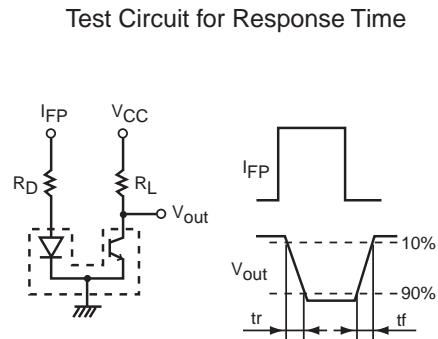 Test Circuit for Response Time
IFP
VCC
RD
RL
Vout
IFP
Vout
10%
90%
tr
tf